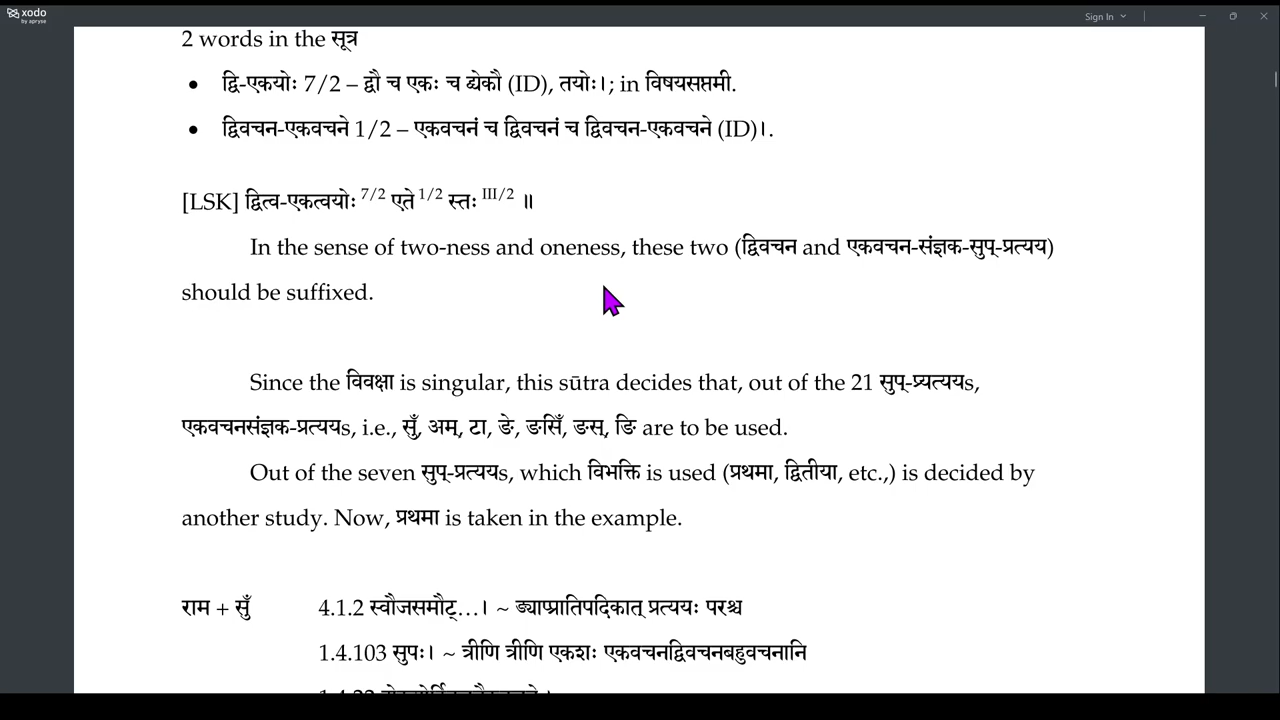 xodo
by apryse
Sign In
2 words in the सूत्र
• द्वि-एकयोः 7/2 – द्वौ च एकः च द्व्येकौ (ID), तयोः।; in विषयसप्तमी.
• द्विवचन-एकवचने 1/2 – एकवचनं च द्विवचनं च द्विवचन-एकवचने (ID)।.
[LSK] द्वित्व-एकत्वयोः 7/2 एते 1/2 स्तः III/2 ॥
In the sense of two-ness and oneness, these two (द्विवचन and एकवचन-संज्ञक-सुप्-प्रत्यय)
should be suffixed.
Since the विवक्षा is singular, this sūtra decides that, out of the 21 सुप्-प्र्यत्ययs,
एकवचनसंज्ञक-प्रत्ययs, i.e., सुँ, अम्, टा, ङे, ङसिँ, ङस्, ङि are to be used.
Out of the seven सुप्-प्रत्ययs, which विभक्ति is used (प्रथमा, द्वितीया, etc.,) is decided by
another study. Now, प्रथमा is taken in the example.
राम + सुँ 4.1.2 स्वौजसमौट्…। ~ ङ्याप्प्रातिपदिकात् प्रत्ययः परश्च
1.4.103 सुपः। ~ त्रीणि त्रीणि एकशः एकवचनद्विवचनबहुवचनानि